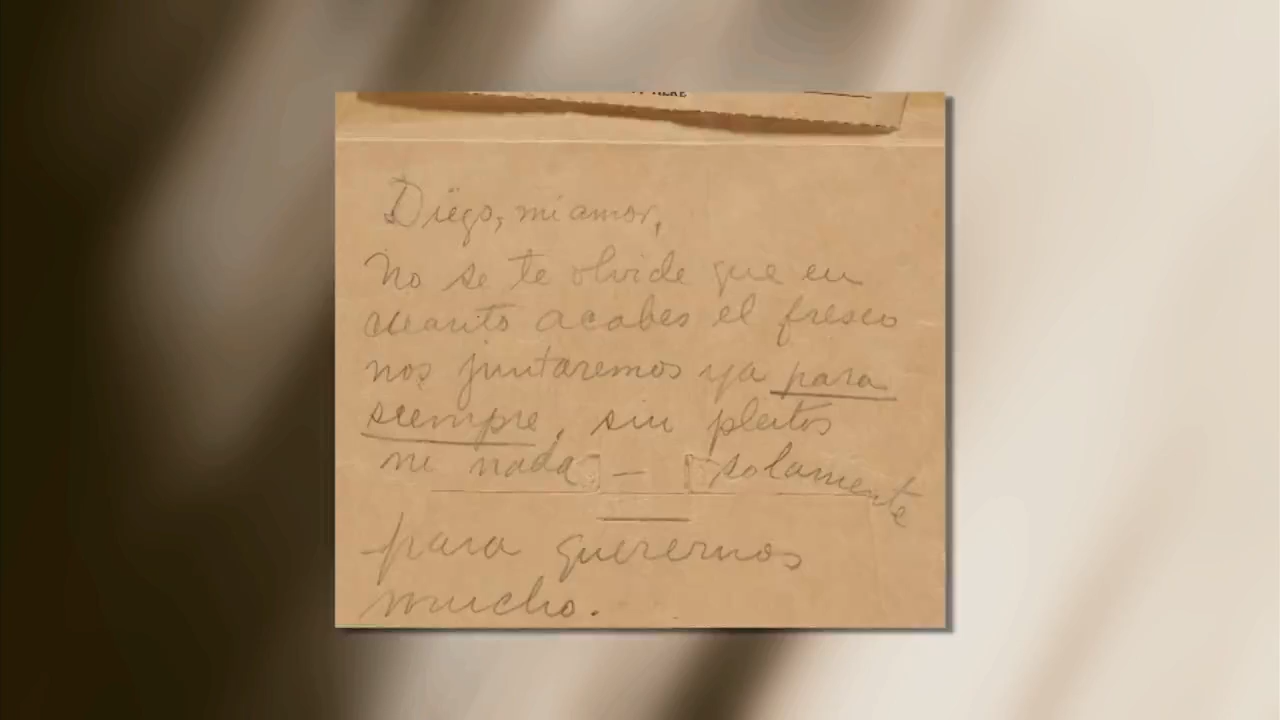 HERE
Diego, mi amor,
No se te olvide que en
cuanto acabes el fresco
nos juntaremos ya para
siempre, sin pleitos
ni nada — solamente
para querernos
mucho.